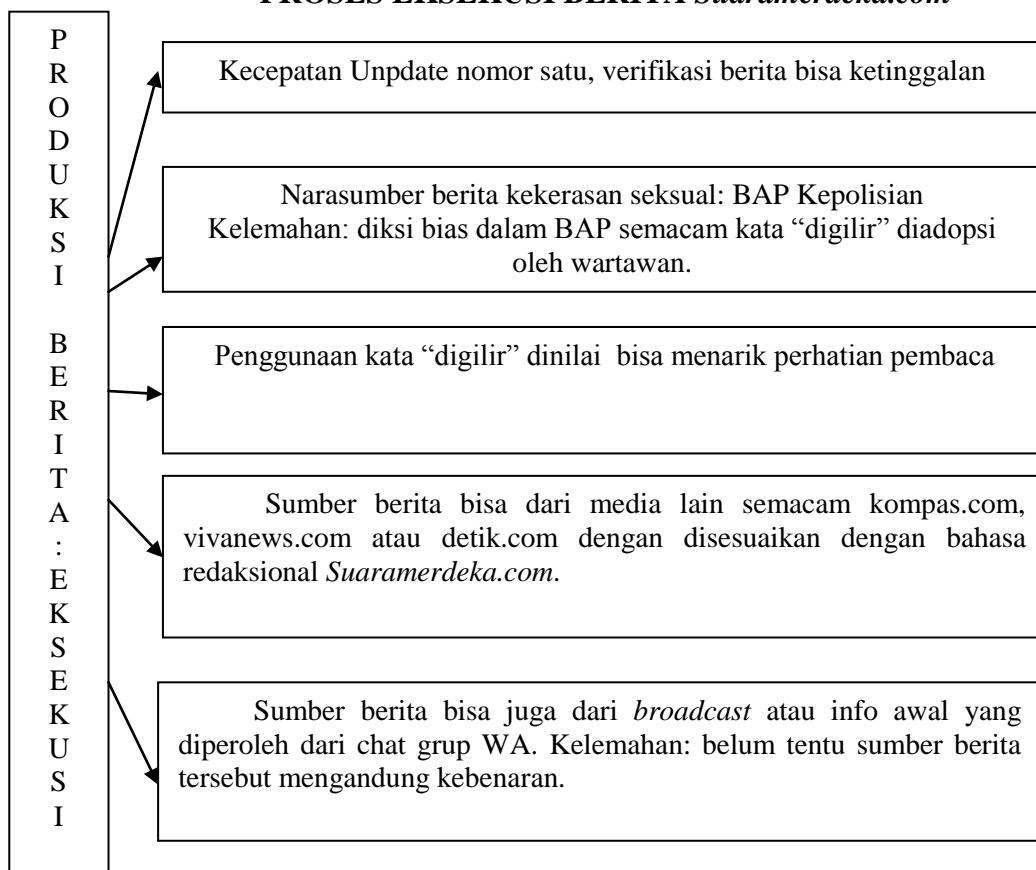 PROSES EKSEKUSI BERITA Suaramerdeka.com
PRODUKSI BERITA: EKSEKUSI
Kecepatan Unpdate nomor satu, verifikasi berita bisa ketinggalan
Narasumber berita kekerasan seksual: BAP Kepolisian
Kelemahan: diksi bias dalam BAP semacam kata “digilir” diadopsi
oleh wartawan.
Penggunaan kata “digilir” dinilai bisa menarik perhatian pembaca
Sumber berita bisa dari media lain semacam kompas.com,
vivanews.com atau detik.com dengan disesuaikan dengan bahasa
redaksional Suaramerdeka.com.
Sumber berita bisa juga dari broadcast atau info awal yang
diperoleh dari chat grup WA. Kelemahan: belum tentu sumber berita
tersebut mengandung kebenaran.